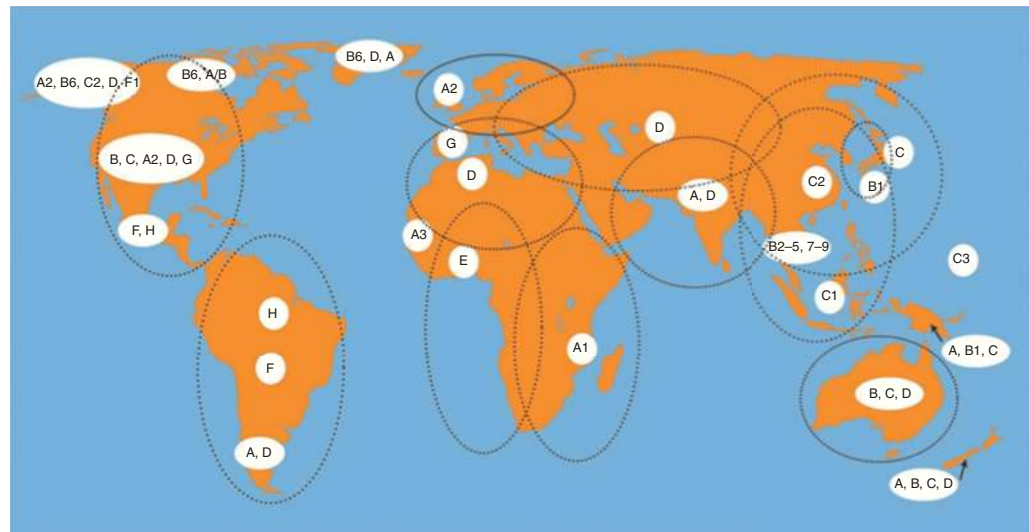 B6, D, A
A2, B6, C2, D, F1
B6, A/B
A2
D
G
C
B, C, A2, D, G
D
C2
B1
A, D
F, H
A3
E
B2–5, 7–9
C3
C1
H
A1
A, B1, C
F
B, C, D
A, D
A, B, C, D